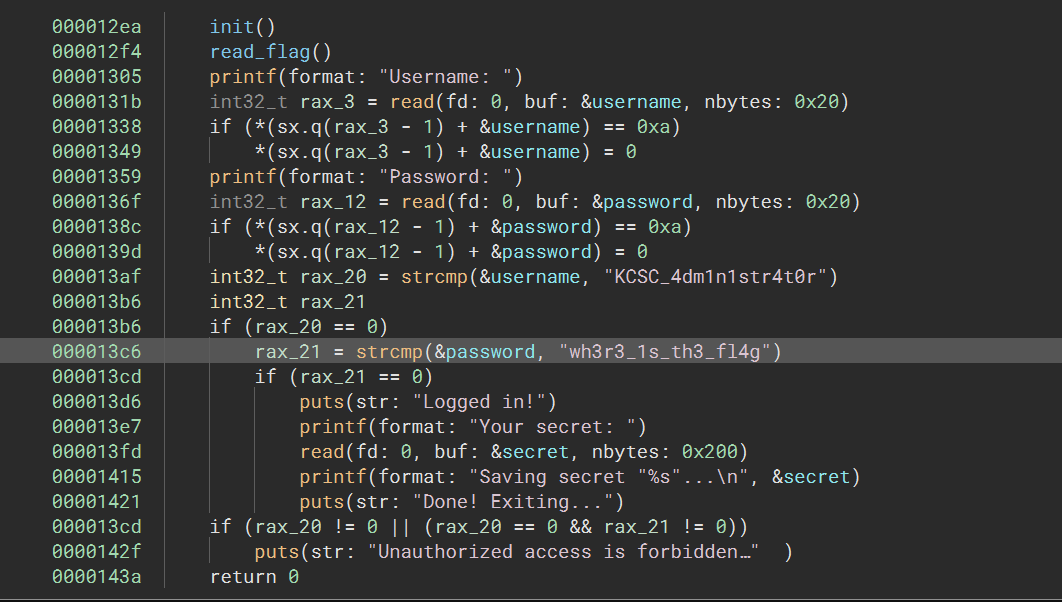 000012ea init()
000012f4 read_flag()
00001305 printf(format: "Username: ")
0000131b int32_t rax_3 = read(fd: 0, buf: &username, nbytes: 0x20)
00001338 if (*(sx.q(rax_3 - 1) + &username) == 0xa)
00001349 *(sx.q(rax_3 - 1) + &username) = 0
00001359 printf(format: "Password: ")
0000136f int32_t rax_12 = read(fd: 0, buf: &password, nbytes: 0x20)
0000138c if (*(sx.q(rax_12 - 1) + &password) == 0xa)
0000139d *(sx.q(rax_12 - 1) + &password) = 0
000013af int32_t rax_20 = strcmp(&username, "KCSC_4dm1n1str4t0r")
000013b6 int32_t rax_21
000013b6 if (rax_20 == 0)
000013c6 rax_21 = strcmp(&password, "wh3r3_1s_th3_fl4g")
000013cd if (rax_21 == 0)
000013d6 puts(str: "Logged in!")
000013e7 printf(format: "Your secret: ")
000013fd read(fd: 0, buf: &secret, nbytes: 0x200)
00001415 printf(format: "Saving secret "%s"...\n", &secret)
00001421 puts(str: "Done! Exiting...")
000013cd if (rax_20 != 0 || (rax_20 == 0 && rax_21 != 0))
0000142f puts(str: "Unauthorized access is forbidden…" )
0000143a return 0